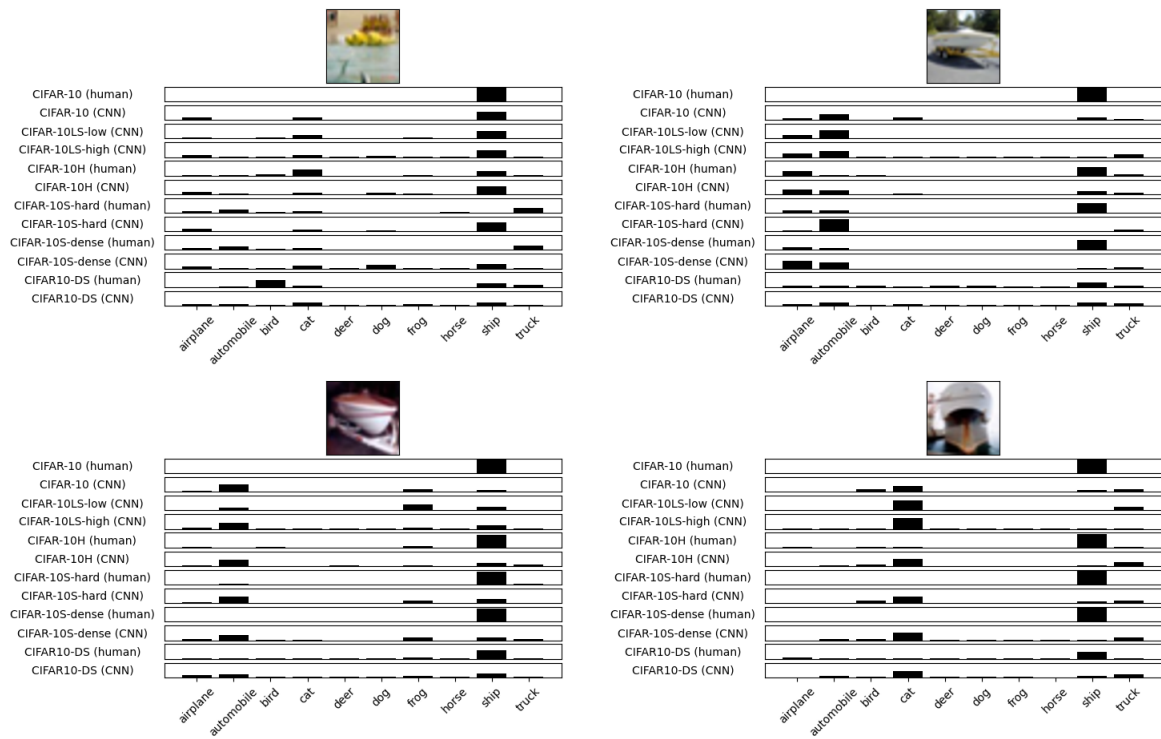 CIFAR-10 (human)
CIFAR-10 (CNN)
CIFAR-10LS-low (CNN)
CIFAR-10LS-high (CNN)
CIFAR-10H (human)
CIFAR-10H (CNN)
CIFAR-10S-hard (human)
CIFAR-10S-hard (CNN)
CIFAR-10S-dense (human)
CIFAR-10S-dense (CNN)
CIFAR10-DS (human)
CIFAR10-DS (CNN)
airplane
automobile
bird
cat
deer
dog
frog
horse
ship
truck
CIFAR-10 (human)
CIFAR-10 (CNN)
CIFAR-10LS-low (CNN)
CIFAR-10LS-high (CNN)
CIFAR-10H (human)
CIFAR-10H (CNN)
CIFAR-10S-hard (human)
CIFAR-10S-hard (CNN)
CIFAR-10S-dense (human)
CIFAR-10S-dense (CNN)
CIFAR10-DS (human)
CIFAR10-DS (CNN)
airplane
automobile
bird
cat
deer
dog
frog
horse
ship
truck
CIFAR-10 (human)
CIFAR-10 (CNN)
CIFAR-10LS-low (CNN)
CIFAR-10LS-high (CNN)
CIFAR-10H (human)
CIFAR-10H (CNN)
CIFAR-10S-hard (human)
CIFAR-10S-hard (CNN)
CIFAR-10S-dense (human)
CIFAR-10S-dense (CNN)
CIFAR10-DS (human)
CIFAR10-DS (CNN)
airplane
automobile
bird
cat
deer
dog
frog
horse
ship
truck
CIFAR-10 (human)
CIFAR-10 (CNN)
CIFAR-10LS-low (CNN)
CIFAR-10LS-high (CNN)
CIFAR-10H (human)
CIFAR-10H (CNN)
CIFAR-10S-hard (human)
CIFAR-10S-hard (CNN)
CIFAR-10S-dense (human)
CIFAR-10S-dense (CNN)
CIFAR10-DS (human)
CIFAR10-DS (CNN)
airplane
automobile
bird
cat
deer
dog
frog
horse
ship
truck